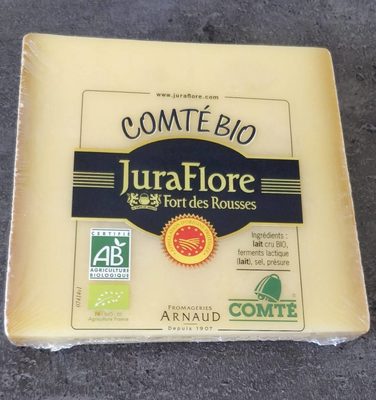 www.juraflore.com
COMTÉ BIO
JuraFlore
Fort des Rousses
Ingrédients :
lait cru BIO,
ferments lactique
(lait), sel, présure
CERTIFIÉ
AB
AGRICULTURE
BIOLOGIQUE
Agriculture France
FROMAGERIES
ARNAUD
Depuis 1907
COMTÉ